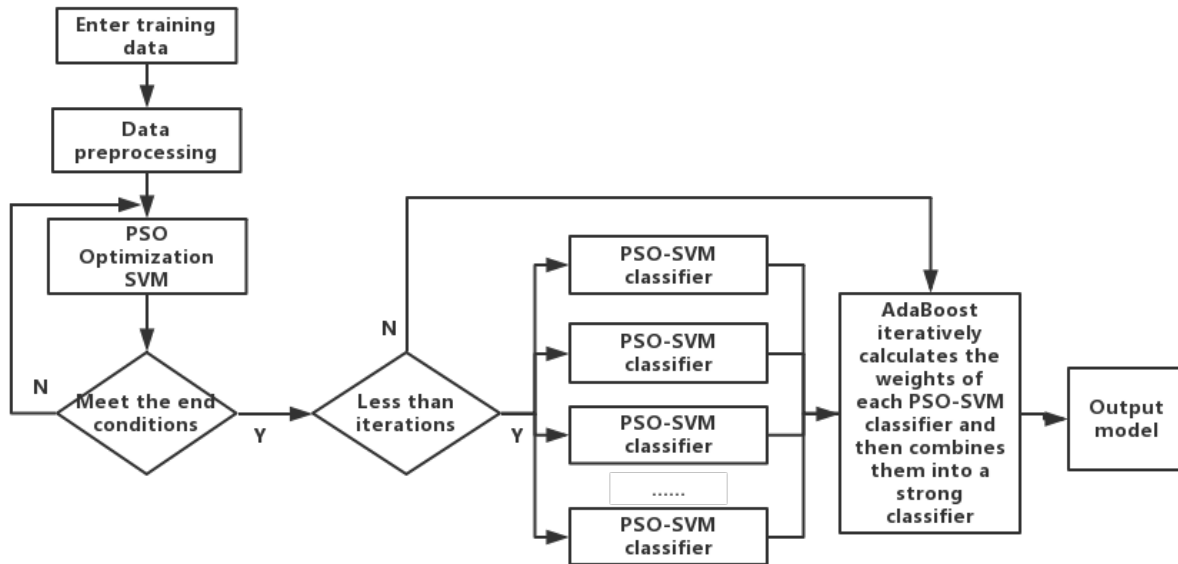 Enter training
data
Data
preprocessing
PSO
Optimization
SVM
N
Meet the end
conditions
Y
N
Less than
iterations
Y
PSO-SVM
classifier
PSO-SVM
classifier
PSO-SVM
classifier
......
PSO-SVM
classifier
AdaBoost
iteratively
calculates the
weights of
each PSO-SVM
classifier and
then combines
them into a
strong
classifier
Output
model